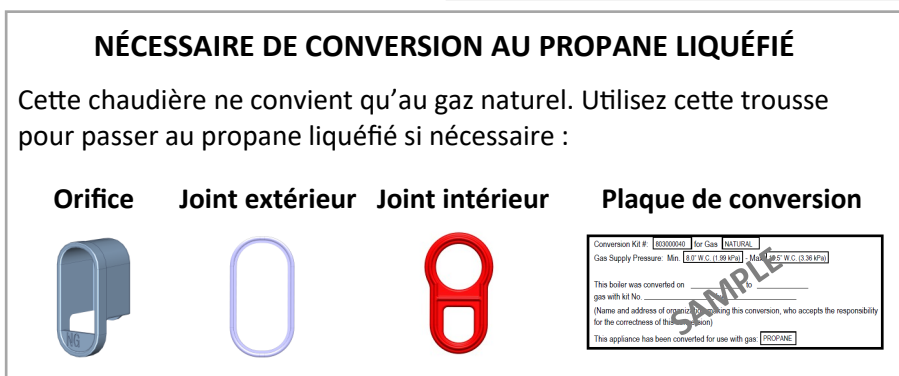 NÉCESSAIRE DE CONVERSION AU PROPANE LIQUÉFIÉ
Cette chaudière ne convient qu'au gaz naturel. Utilisez cette trousse
pour passer au propane liquéfié si nécessaire :
Orifice Joint extérieur Joint intérieur Plaque de conversion
NG
Conversion Kit #: 803000040 for Gas NATURAL
Gas Supply Pressure: Min. 8.0" W.C. (1.99 kPa) - Max. W.C. (3.36 kPa)
This boiler was converted on to
gas with kit No.
(Name and address of organization making this conversion, who accepts the responsibility
for the correctness of this conversion)
This appliance has been converted for use with gas: PROPANE
SAMPLE